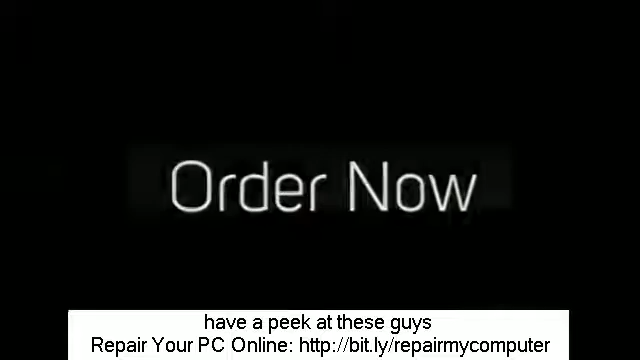 Order Now
have a peek at these guys
Repair Your PC Online: http://bit.ly/repairmycomputer